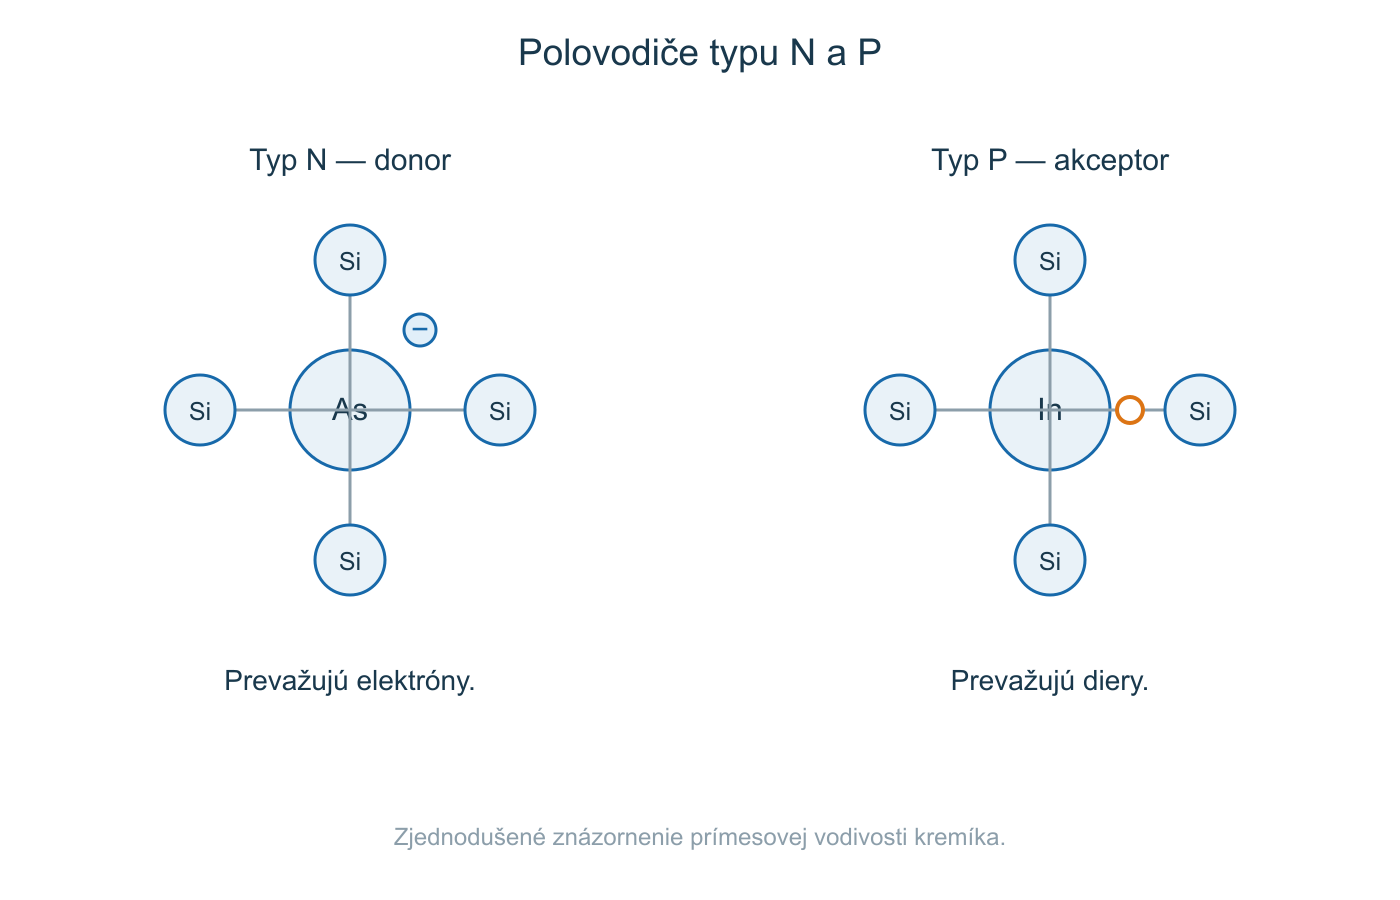 Polovodiče typu N a P
Typ N — donor
Si
−
Si
As
Si
Si
Prevažujú elektróny.
Typ P — akceptor
Si
Si
In
Si
Si
Prevažujú diery.
Zjednodušené znázornenie prímesovej vodivosti kremíka.